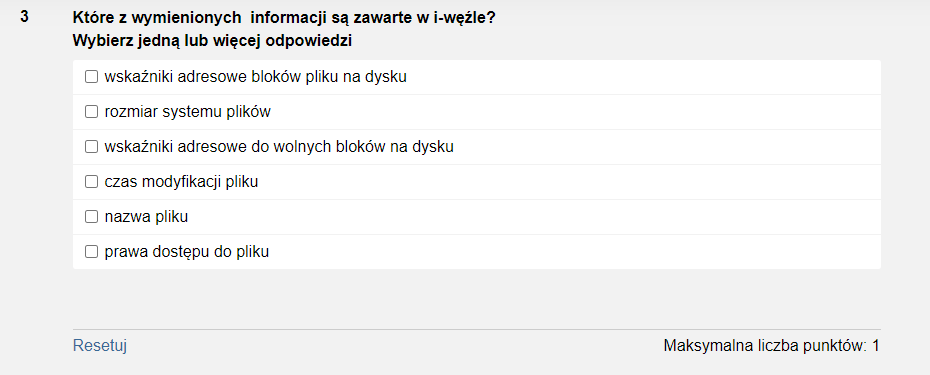 3 Które z wymienionych informacji są zawarte w i-węźle?
Wybierz jedną lub więcej odpowiedzi
wskaźniki adresowe bloków pliku na dysku
rozmiar systemu plików
wskaźniki adresowe do wolnych bloków na dysku
czas modyfikacji pliku
nazwa pliku
prawa dostępu do pliku
Resetuj Maksymalna liczba punktów: 1